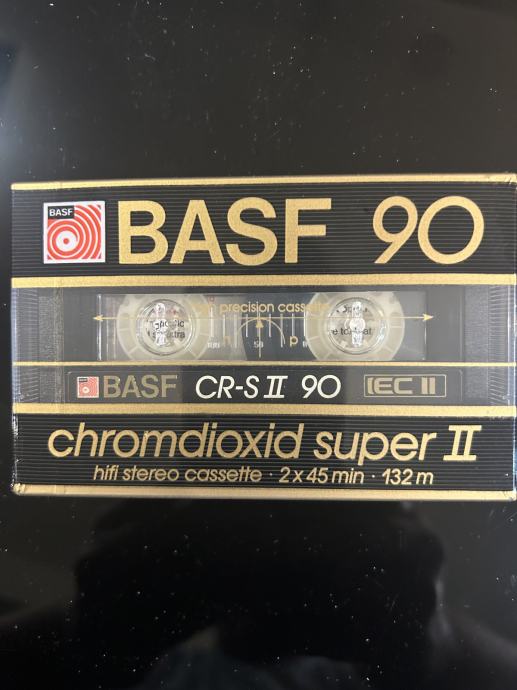 BASF
BASF 90
precision cassette
50
BASF CR-S II 90 IEC II
chromdioxid super II
hifi stereo cassette · 2 x 45 min · 132 m